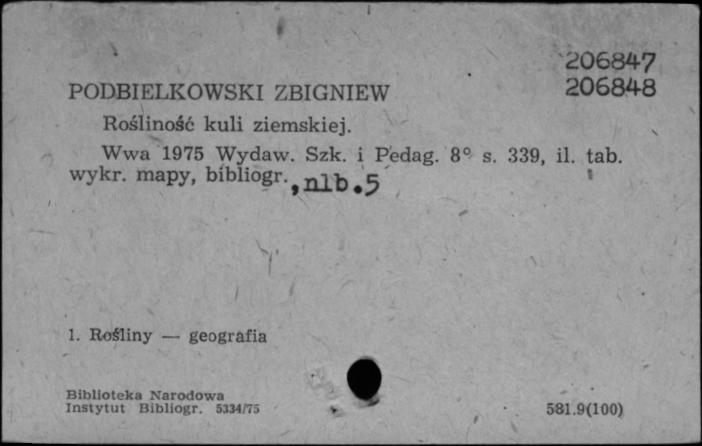 206847
206848
PODBIELKOWSKI ZBIGNIEW
Rośliność kuli ziemskiej.
Wwa 1975 Wydaw. Szk. i Pedag. 8° s. 339, il. tab.
wykr. mapy, bibliogr., nlb.5
1. Rośliny — geografia
Biblioteka Narodowa
Instytut Bibliogr. 5334/75
581.9(100)